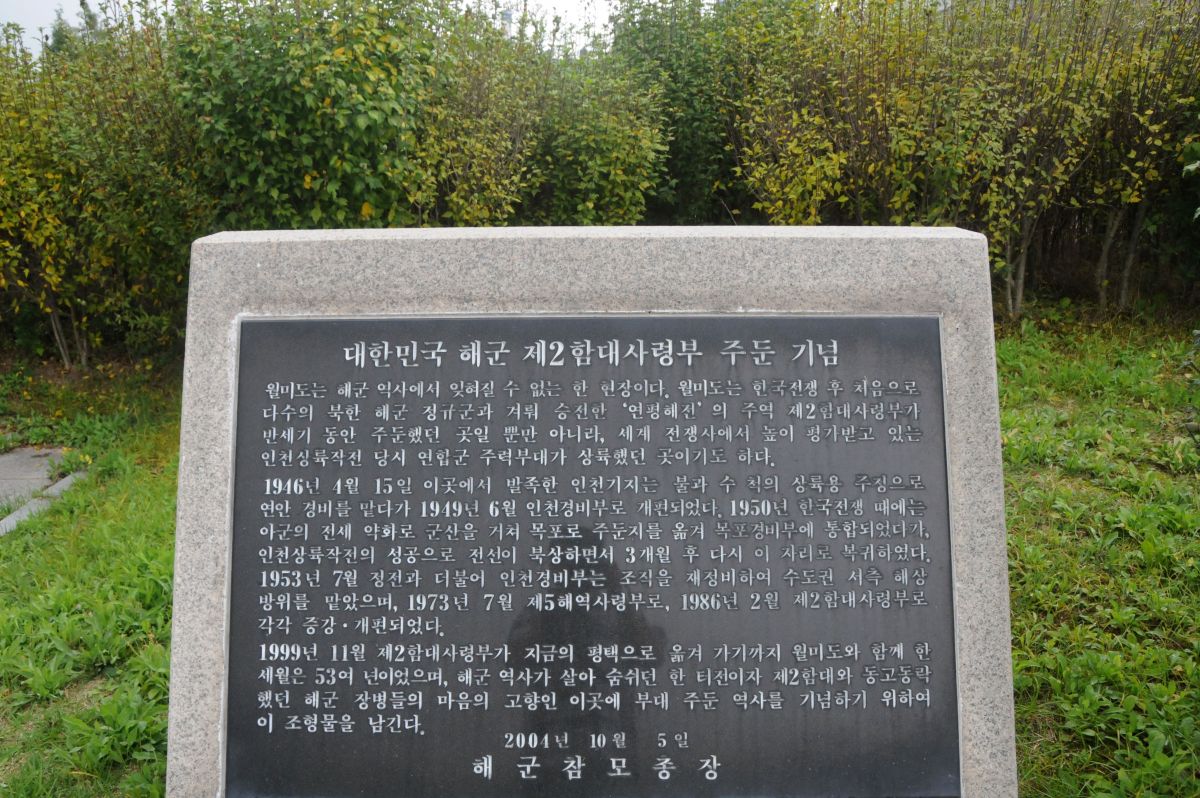 대한민국 해군 제2함대사령부 주둔 기념
월미도는 해군 역사에서 잊혀질 수 없는 한 현장이다. 월미도는 한국전쟁 후 처음으로
다수의 북한 해군 정규군과 겨뤄 승전한 ‘연평해전’의 주역 제2함대사령부가
반세기 동안 주둔했던 곳일 뿐만 아니라, 세계 전쟁사에서 높이 평가받고 있는
인천상륙작전 당시 연합군 주력부대가 상륙했던 곳이기도 하다.
1946년 4월 15일 이곳에서 발족한 인천기지는 불과 수 척의 상륙용 주정으로
연안 경비를 맡다가 1949년 6월 인천경비부로 개편되었다. 1950년 한국전쟁 때에는
아군의 전세 악화로 군산을 거쳐 목포로 주둔지를 옮겨 목포경비부에 통합되었다가,
인천상륙작전의 성공으로 전선이 북상하면서 3개월 후 다시 이 자리로 복귀하였다.
1953년 7월 정전과 더불어 인천경비부는 조직을 재정비하여 수도권 서측 해상
방위를 맡았으며, 1973년 7월 제5해역사령부로, 1986년 2월 제2함대사령부로
각각 증강·개편되었다.
1999년 11월 제2함대사령부가 지금의 평택으로 옮겨 가기까지 월미도와 함께 한
세월은 53여 년이었으며, 해군 역사가 살아 숨쉬던 한 터전이자 제2함대와 동고동락
했던 해군 장병들의 마음의 고향인 이곳에 부대 주둔 역사를 기념하기 위하여
이 조형물을 남긴다.
2004년 10월 5일
해군참모총장